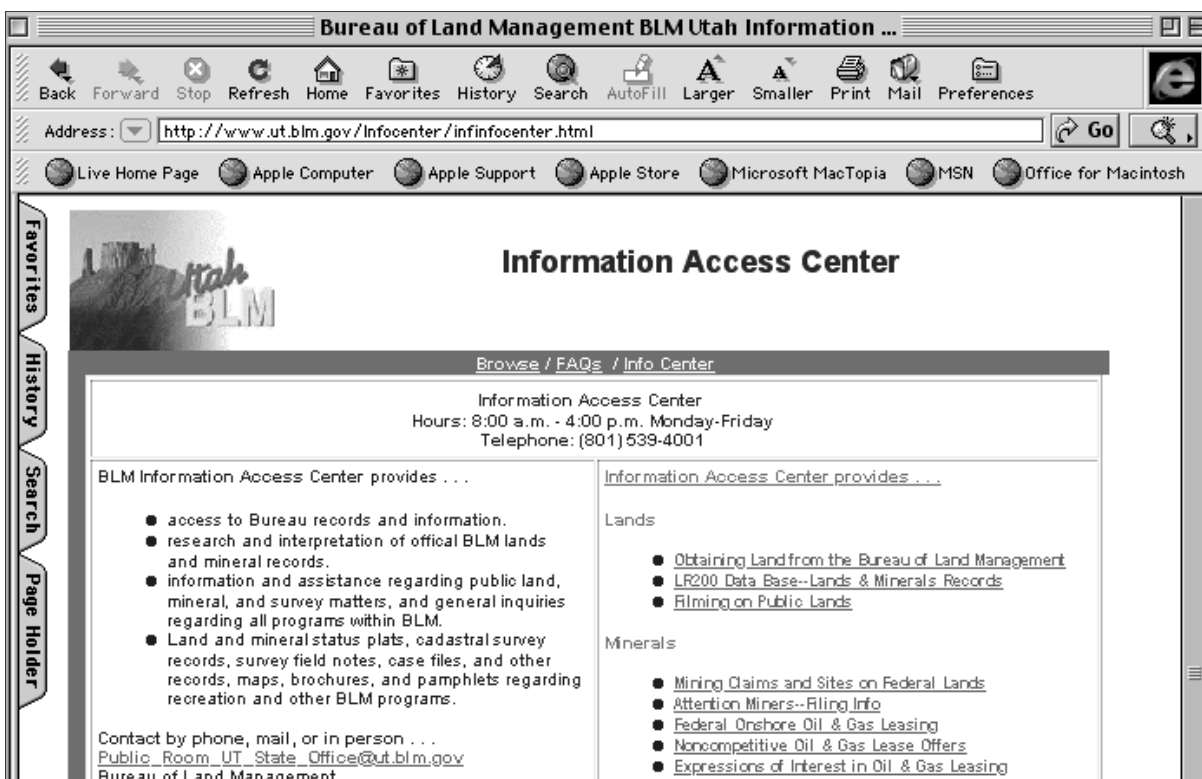 Bureau of Land Management BLM Utah Information ...
Back Forward Stop Refresh Home Favorites History Search AutoFill Larger Smaller Print Mail Preferences
Address: http://www.ut.blm.gov/Infocenter/infinfocenter.html Go
Live Home Page Apple Computer Apple Support Apple Store Microsoft MacTopia MSN Office for Macintosh
Favorites
History
Search
Page Holder
Utah
BLM
Information Access Center
Browse / FAQs / Info Center
Information Access Center
Hours: 8:00 a.m. - 4:00 p.m. Monday-Friday
Telephone: (801) 539-4001
BLM Information Access Center provides . . .
access to Bureau records and information.
research and interpretation of offical BLM lands
and mineral records.
information and assistance regarding public land,
mineral, and survey matters, and general inquiries
regarding all programs within BLM.
Land and mineral status plats, cadastral survey
records, survey field notes, case files, and other
records, maps, brochures, and pamphlets regarding
recreation and other BLM programs.
Contact by phone, mail, or in person . . .
Public_Room_UT_State_Office@ut.blm.gov
Bureau of Land Management
Information Access Center provides . . .
Lands
Obtaining Land from the Bureau of Land Management
LR200 Data Base--Lands & Minerals Records
Filming on Public Lands
Minerals
Mining Claims and Sites on Federal Lands
Attention Miners--Filing Info
Federal Onshore Oil & Gas Leasing
Noncompetitive Oil & Gas Lease Offers
Expressions of Interest in Oil & Gas Leasing